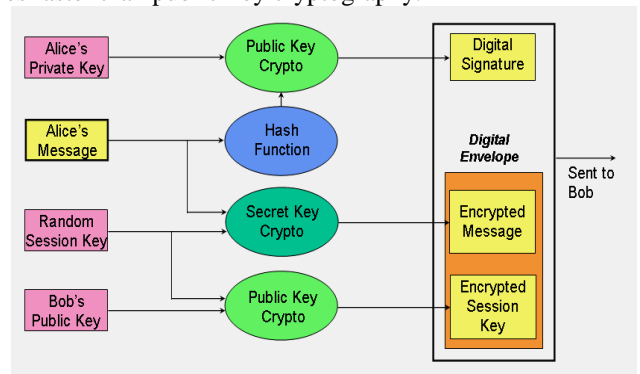 Alice's
Private Key
Public Key
Crypto
Digital
Signature
Alice's
Message
Hash
Function
Digital
Envelope
Sent to
Bob
Random
Session Key
Secret Key
Crypto
Encrypted
Message
Bob's
Public Key
Public Key
Crypto
Encrypted
Session
Key